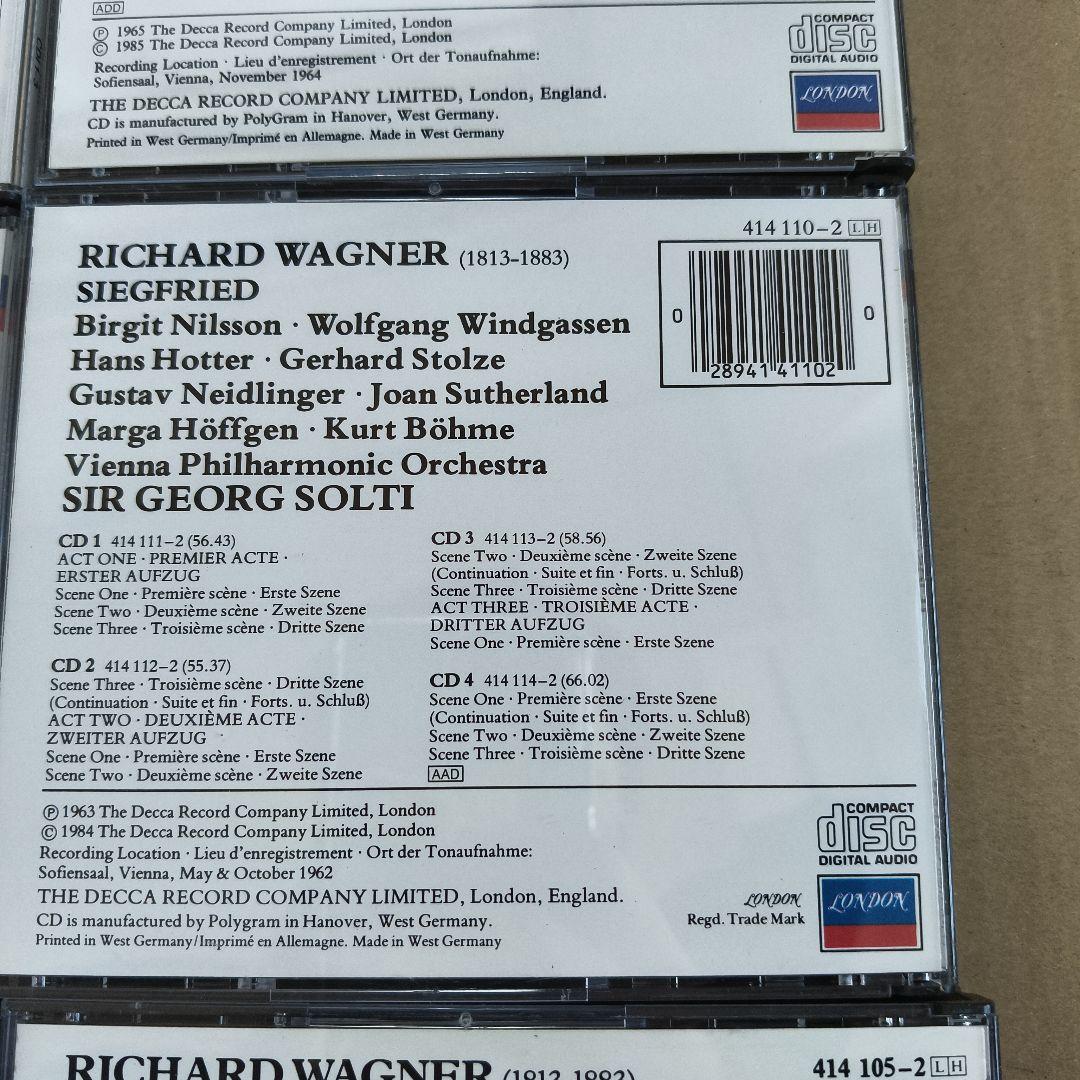 ADD
℗ 1965 The Decca Record Company Limited, London
© 1985 The Decca Record Company Limited, London
Recording Location · Lieu d'enregistrement · Ort der Tonaufnahme:
Sofiensaal, Vienna, November 1964
THE DECCA RECORD COMPANY LIMITED, London, England.
CD is manufactured by PolyGram in Hanover, West Germany.
Printed in West Germany/Imprimé en Allemagne. Made in West Germany
COMPACT
disc
DIGITAL AUDIO
LONDON
414 110-2 LH
RICHARD WAGNER (1813-1883)
SIEGFRIED
Birgit Nilsson · Wolfgang Windgassen
Hans Hotter · Gerhard Stolze
Gustav Neidlinger · Joan Sutherland
Marga Höffgen · Kurt Böhme
Vienna Philharmonic Orchestra
SIR GEORG SOLTI
0 28941 41102 0
CD 1 414 111-2 (56.43)
ACT ONE · PREMIER ACTE ·
ERSTER AUFZUG
Scene One · Première scène · Erste Szene
Scene Two · Deuxième scène · Zweite Szene
Scene Three · Troisième scène · Dritte Szene
CD 2 414 112-2 (55.37)
Scene Three · Troisième scène · Dritte Szene
(Continuation · Suite et fin · Forts. u. Schluß)
ACT TWO · DEUXIÈME ACTE ·
ZWEITER AUFZUG
Scene One · Première scène · Erste Szene
Scene Two · Deuxième scène · Zweite Szene
CD 3 414 113-2 (58.56)
Scene Two · Deuxième scène · Zweite Szene
(Continuation · Suite et fin · Forts. u. Schluß)
Scene Three · Troisième scène · Dritte Szene
ACT THREE · TROISIÈME ACTE ·
DRITTER AUFZUG
Scene One · Première scène · Erste Szene
CD 4 414 114-2 (66.02)
Scene One · Première scène · Erste Szene
(Continuation · Suite et fin · Forts. u. Schluß)
Scene Two · Deuxième scène · Zweite Szene
Scene Three · Troisième scène · Dritte Szene
AAD
℗ 1963 The Decca Record Company Limited, London
© 1984 The Decca Record Company Limited, London
Recording Location · Lieu d'enregistrement · Ort der Tonaufnahme:
Sofiensaal, Vienna, May & October 1962
THE DECCA RECORD COMPANY LIMITED, London, England.
CD is manufactured by Polygram in Hanover, West Germany.
Printed in West Germany/Imprimé en Allemagne. Made in West Germany
COMPACT
disc
DIGITAL AUDIO
LONDON
Regd. Trade Mark
LONDON
RICHARD WAGNER (1813-1883)
414 105-2 LH